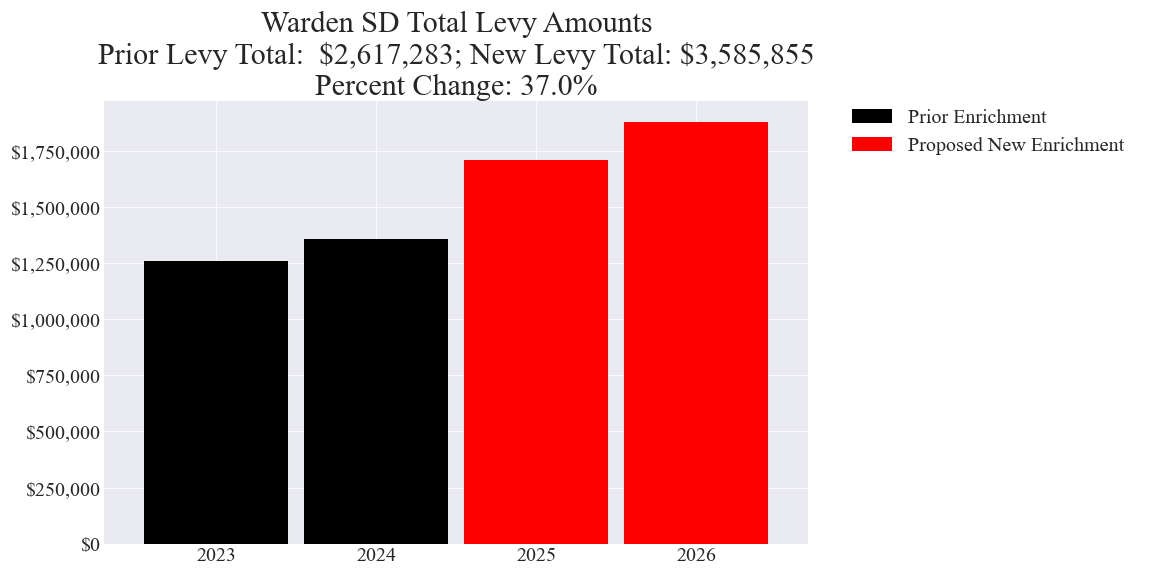 Warden SD Total Levy Amounts
Prior Levy Total:  $2,617,283; New Levy Total: $3,585,855
Percent Change: 37.0%
Prior Enrichment
Proposed New Enrichment
$1,750,000
$1,500,000
$1,250,000
$1,000,000
$750,000
$500,000
$250,000
$0
2023 2024 2025 2026